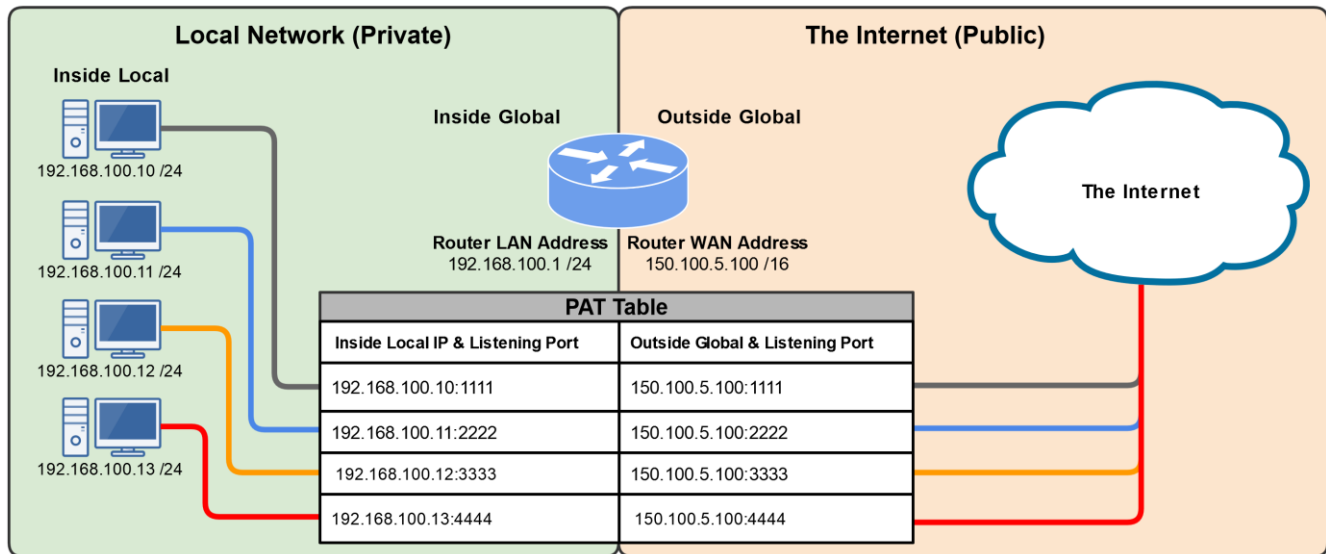 Local Network (Private)
The Internet (Public)
Inside Local
192.168.100.10 /24
192.168.100.11 /24
192.168.100.12 /24
192.168.100.13 /24
Inside Global
Outside Global
Router LAN Address
192.168.100.1 /24
Router WAN Address
150.100.5.100 /16
The Internet
PAT Table
Inside Local IP & Listening Port
Outside Global & Listening Port
192.168.100.10:1111
150.100.5.100:1111
192.168.100.11:2222
150.100.5.100:2222
192.168.100.12:3333
150.100.5.100:3333
192.168.100.13:4444
150.100.5.100:4444